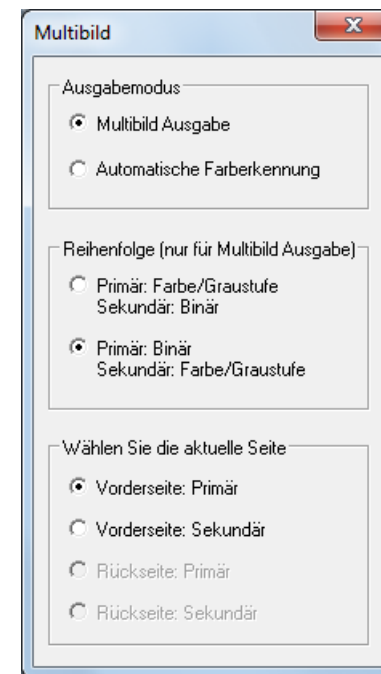 Multibild
Ausgabemodus
Multibild Ausgabe
Automatische Farberkennung
Reihenfolge (nur für Multibild Ausgabe)
Primär: Farbe/Graustufe
Sekundär: Binär
Primär: Binär
Sekundär: Farbe/Graustufe
Wählen Sie die aktuelle Seite
Vorderseite: Primär
Vorderseite: Sekundär
Rückseite: Primär
Rückseite: Sekundär